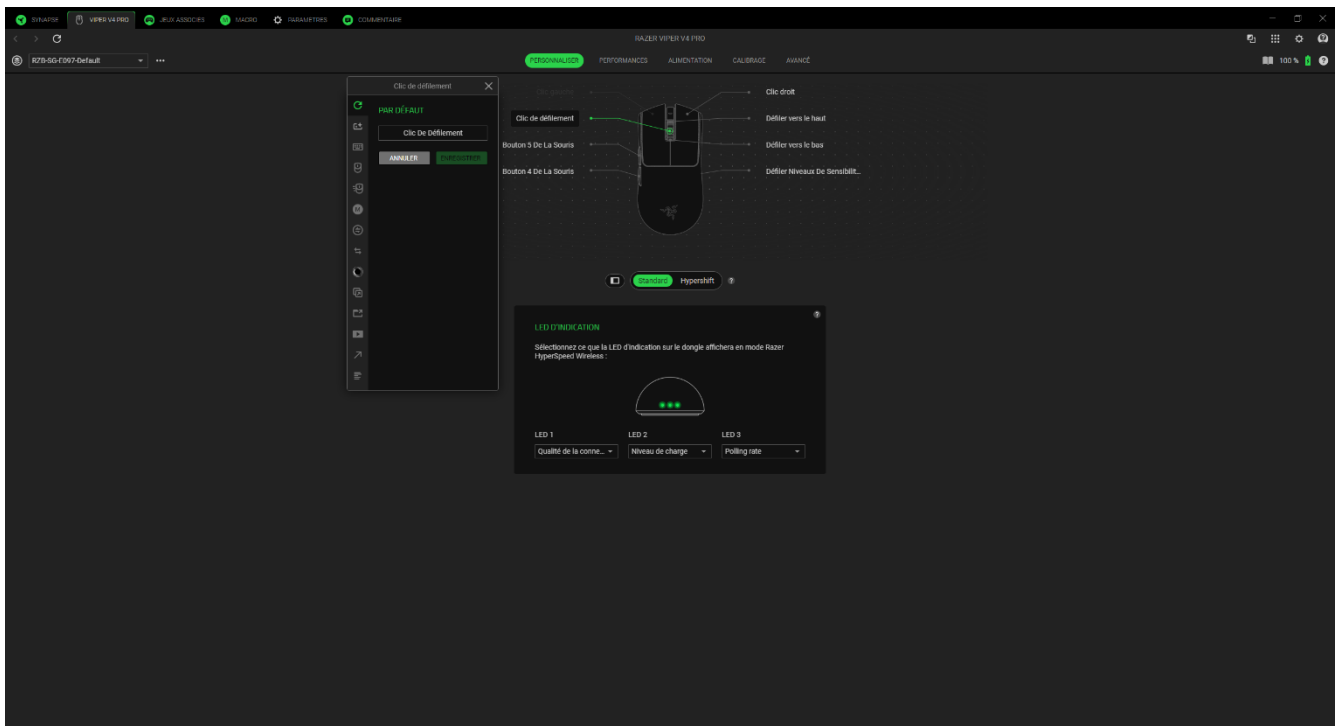 SYNAPSE
VIPER V4 PRO
JEUX ASSOCIÉS
MACRO
PARAMÈTRES
COMMENTAIRE
RAZER VIPER V4 PRO
RZB-SG-E097-Default
PERSONNALISER
PERFORMANCES
ALIMENTATION
CALIBRAGE
AVANCÉ
100 %
Clic de défilement
PAR DÉFAUT
Clic De Défilement
ANNULER
ENREGISTRER
Clic droit
Clic de défilement
Défiler vers le haut
Bouton 5 De La Souris
Défiler vers le bas
Bouton 4 De La Souris
Défiler Niveaux De Sensibilit...
Standard
Hypershift
LED D'INDICATION
Sélectionnez ce que la LED d'indication sur le dongle affichera en mode Razer
HyperSpeed Wireless :
LED 1
LED 2
LED 3
Qualité de la conne...
Niveau de charge
Polling rate